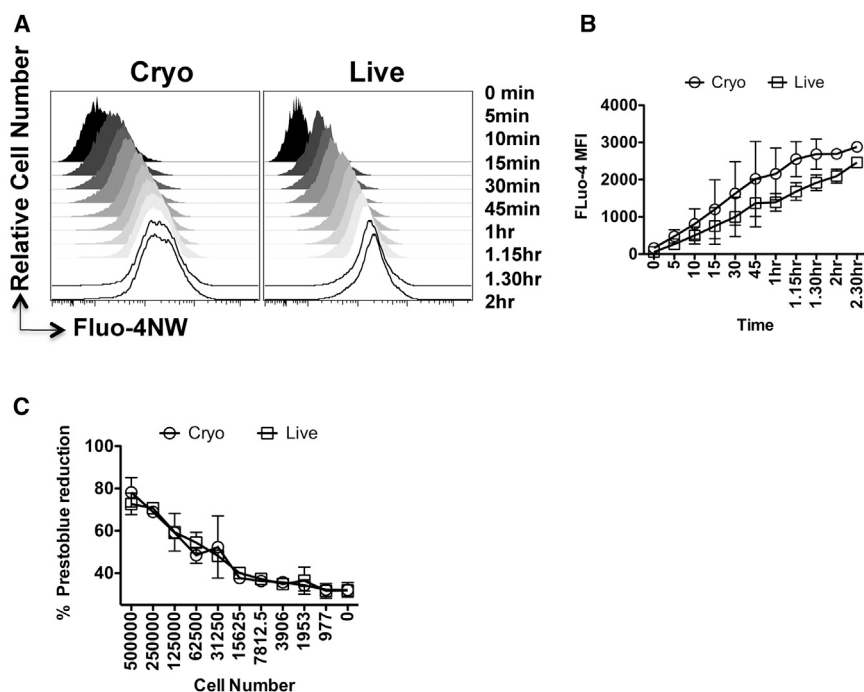 A
Cryo
Live
Relative Cell Number
0 min
5min
10min
15min
30min
45min
1hr
1.15hr
1.30hr
2hr
Fluo-4NW
B
Cryo
Live
FLuo-4 MFI
4000
3000
2000
1000
0
0
5
10
15
30
45
1hr
1.15hr
1.30hr
2hr
2.30hr
Time
C
Cryo
Live
% Prestoblue reduction
100
80
60
40
500000
250000
125000
62500
31250
15625
7812.5
3906
1953
977
0
Cell Number